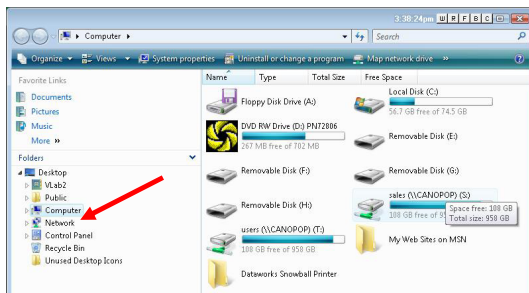 3:38:24pm W R F B C
Computer
Search
Organize Views System properties Uninstall or change a program Map network drive »
Favorite Links
Documents
Pictures
Music
More »
Folders
Desktop
VLab2
Public
Computer
Network
Control Panel
Recycle Bin
Unused Desktop Icons
Name Type Total Size Free Space
Floppy Disk Drive (A:)
Local Disk (C:)
56.7 GB free of 74.5 GB
DVD RW Drive (D:) PN72806
267 MB free of 702 MB
Removable Disk (E:)
Removable Disk (F:)
Removable Disk (G:)
Removable Disk (H:)
sales (\\CANOPOP) (S:)
108 GB free of 95
Space free: 108 GB
Total size: 958 GB
users (\\CANOPOP) (T:)
108 GB free of 958 GB
My Web Sites on MSN
Dataworks Snowball Printer